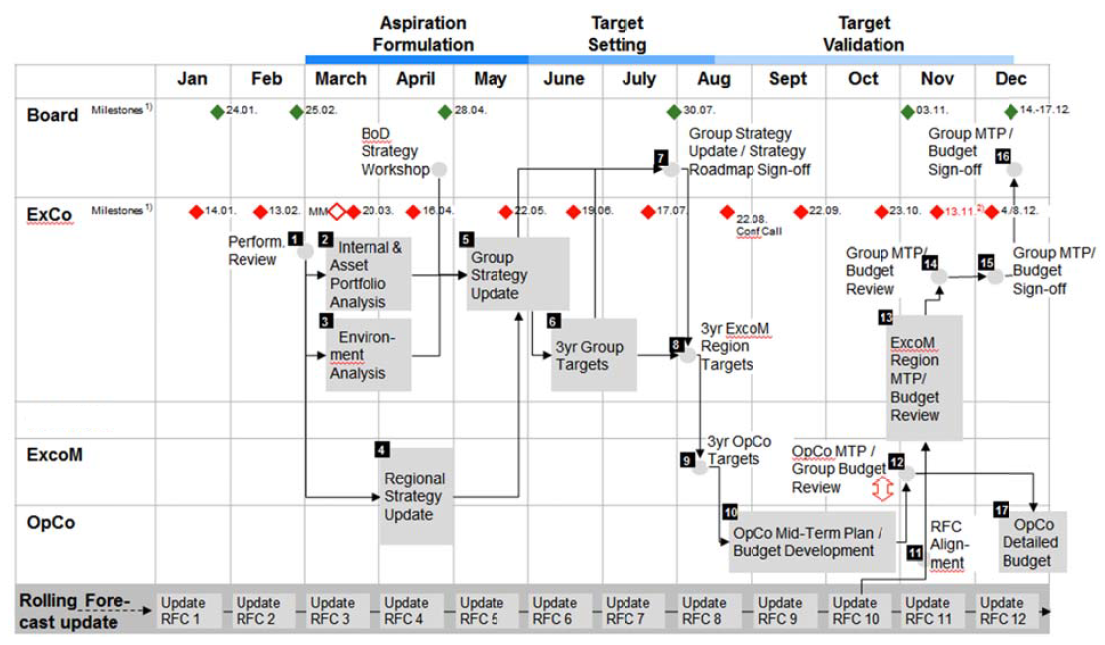 Aspiration
Formulation
Target
Setting
Target
Validation
Jan Feb March April May June July Aug Sept Oct Nov Dec
Board Milestones 1) 24.01. 25.02. 28.04. 30.07. 03.11. 14.-17.12.
BoD
Strategy
Workshop
7 Group Strategy
Update / Strategy
Roadmap Sign-off
Group MTP /
Budget
Sign-off
16
ExCo Milestones 1) 14.01. 13.02. MM 20.03. 16.04. 22.05. 19.06. 17.07. 22.08. 22.09. 23.10. 13.11. 4./8.12.
Conf Call
Perform.
Review
1
2 Internal &
Asset
Portfolio
Analysis
3
Environ-
ment
Analysis
5
Group
Strategy
Update
6
3yr Group
Targets
8
3yr ExcoM
Region
Targets
Group MTP/
Budget
Review
14
15
Group MTP/
Budget
Sign-off
13
ExcoM
Region
MTP/
Budget
Review
ExcoM
4
Regional
Strategy
Update
9
3yr OpCo
Targets
OpCo MTP /
Group Budget
Review
12
OpCo
10
OpCo Mid-Term Plan /
Budget Development
11
RFC
Align-
ment
17
OpCo
Detailed
Budget
Rolling Fore-
cast update
Update
RFC 1
Update
RFC 2
Update
RFC 3
Update
RFC 4
Update
RFC 5
Update
RFC 6
Update
RFC 7
Update
RFC 8
Update
RFC 9
Update
RFC 10
Update
RFC 11
Update
RFC 12